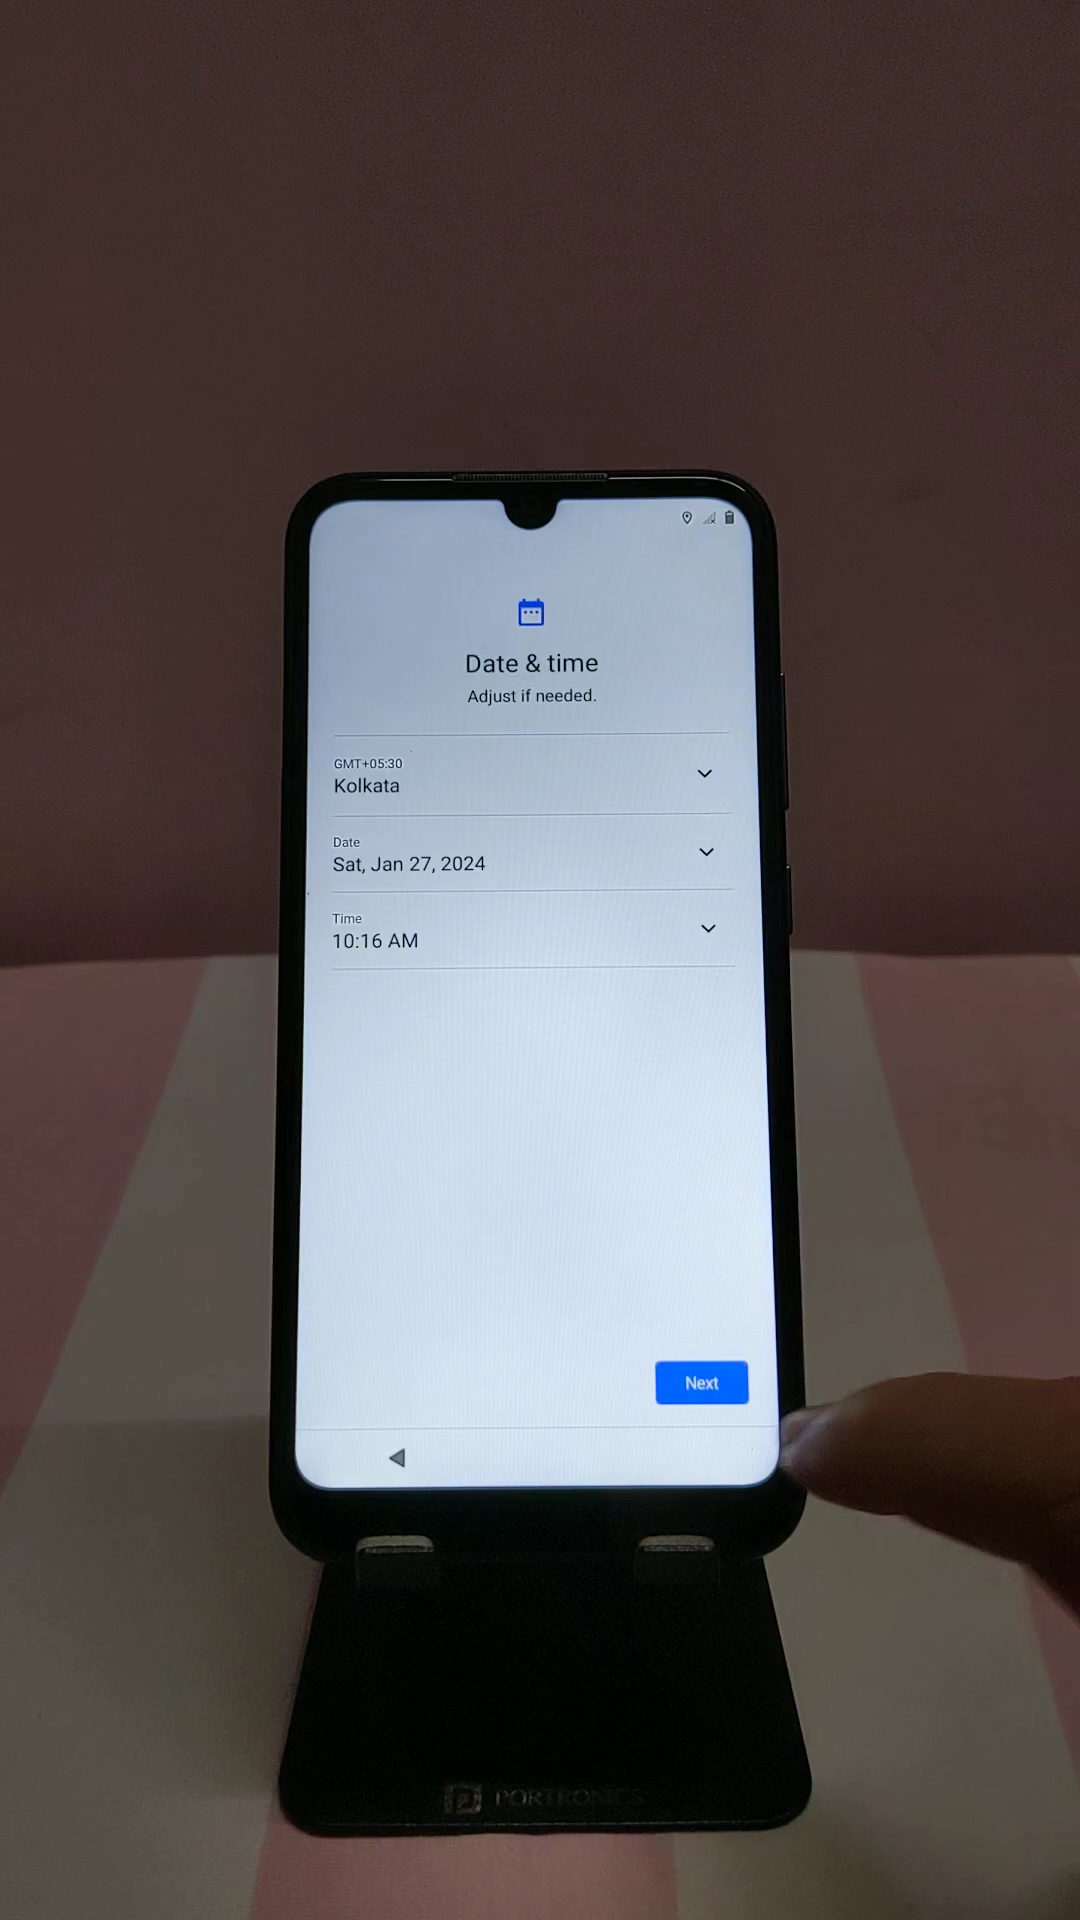 Date & time
Adjust if needed.
GMT+05:30
Kolkata
Date
Sat, Jan 27, 2024
Time
10:16 AM
Next
PORTRONICS